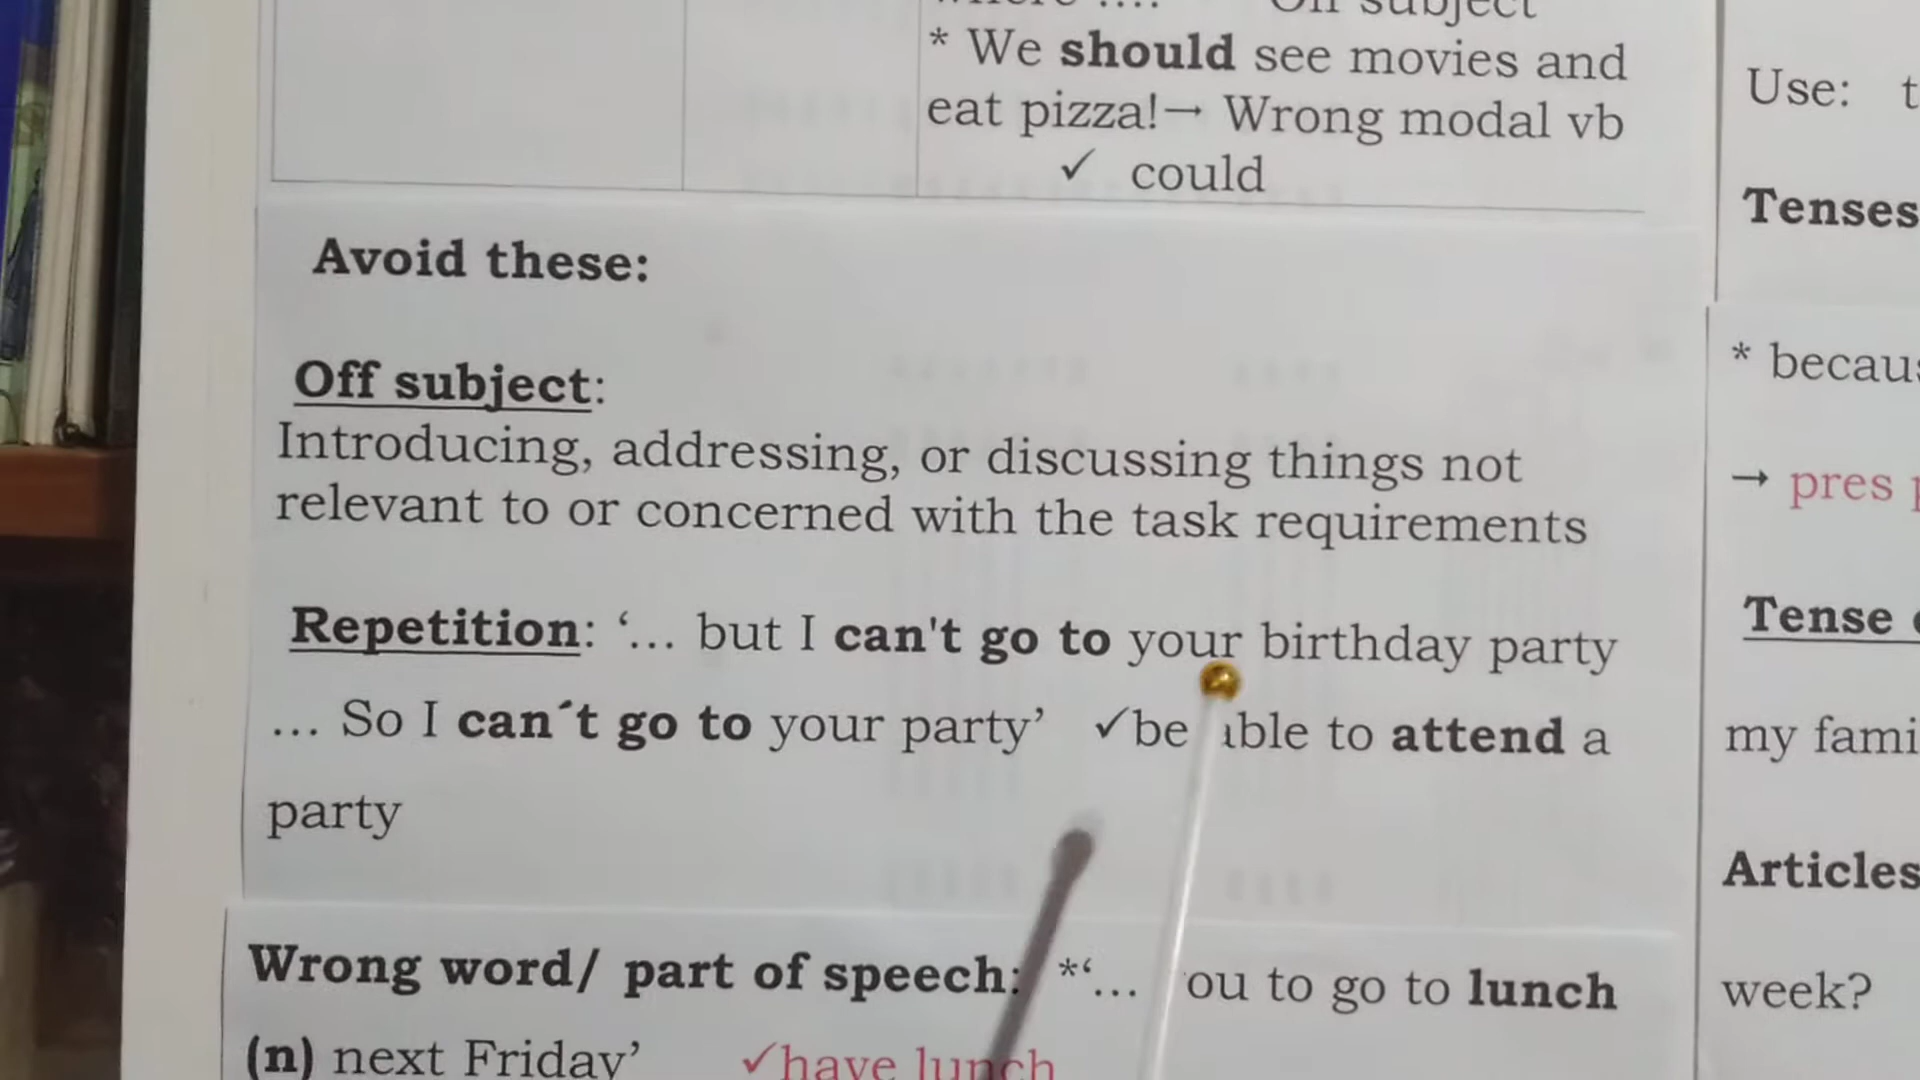 Off subject
* We should see movies and
eat pizza!→ Wrong modal vb
✓ could
Avoid these:
Off subject:
Introducing, addressing, or discussing things not
relevant to or concerned with the task requirements
Repetition: ‘... but I can't go to your birthday party
... So I can´t go to your party’ ✓be able to attend a
party
Wrong word/ part of speech: *‘... ou to go to lunch
(n) next Friday’ ✓have lunch
Use:
Tenses
* becaus
→ pres
Tense
my fami
Articles
week?